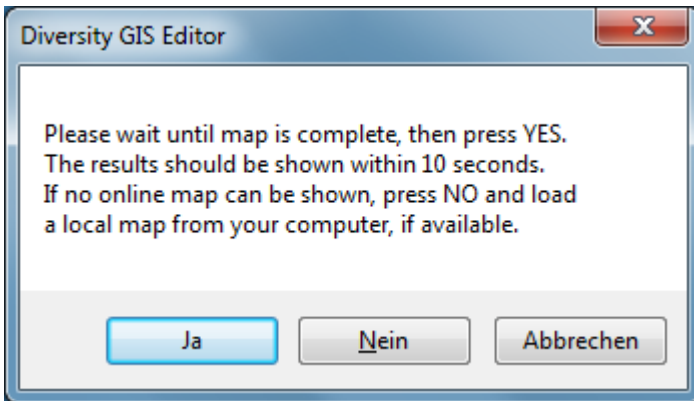 Diversity GIS Editor
Please wait until map is complete, then press YES.
The results should be shown within 10 seconds.
If no online map can be shown, press NO and load
a local map from your computer, if available.
Ja
Nein
Abbrechen